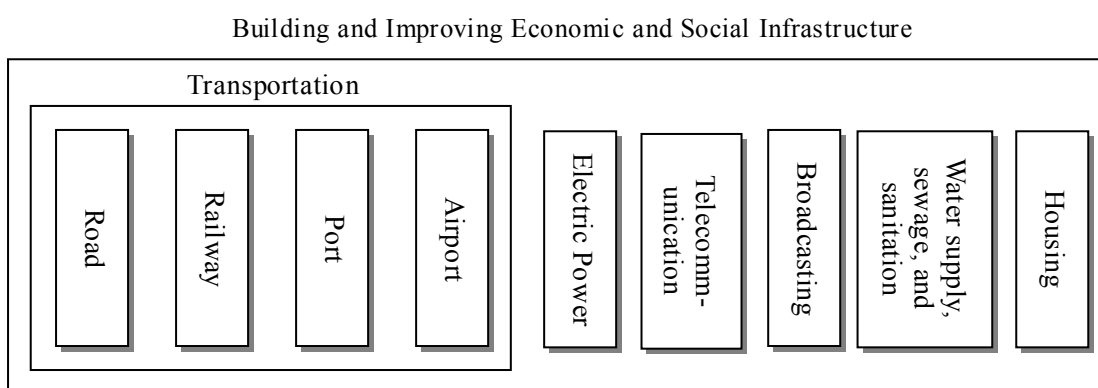 Building and Improving Economic and Social Infrastructure
Transportation
Road
Railway
Port
Airport
Electric Power
Telecomm-
unication
Broadcasting
Water supply,
sewage, and
sanitation
Housing